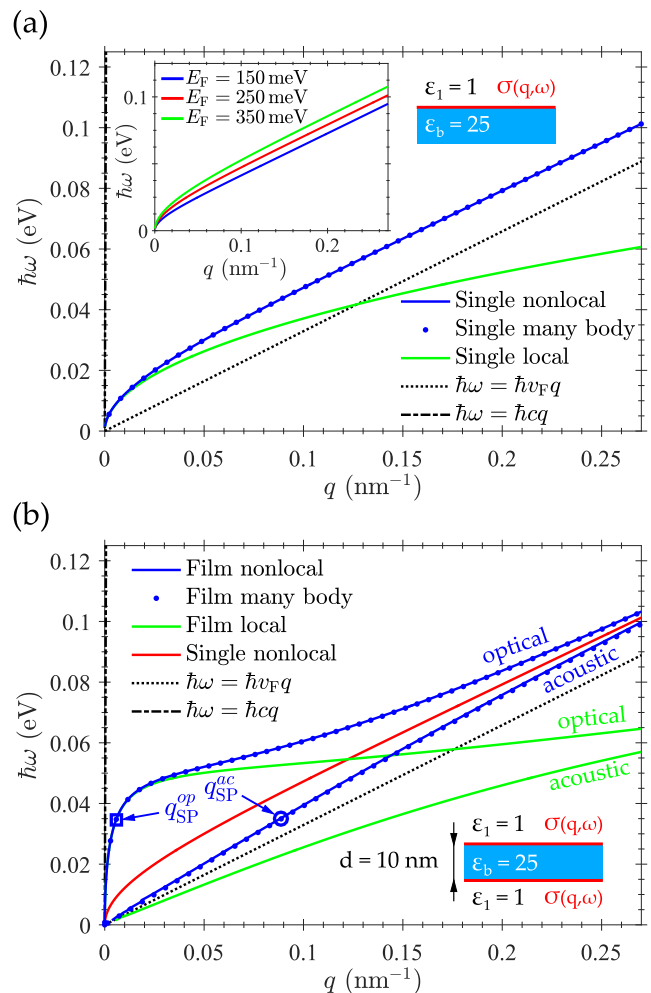 (a)
0.12
0.1
0.08
0.06
0.04
0.02
0
ħω (eV)
0.1
0
ħω (eV)
E_F = 150 meV
E_F = 250 meV
E_F = 350 meV
0 0.1 0.2
q (nm⁻¹)
ε₁ = 1 σ(q,ω)
ε_b = 25
Single nonlocal
Single many body
Single local
ħω = ħv_F q
ħω = ħcq
0 0.05 0.1 0.15 0.2 0.25
q (nm⁻¹)
(b)
0.12
0.1
0.08
0.06
0.04
0.02
0
ħω (eV)
Film nonlocal
Film many body
Film local
Single nonlocal
ħω = ħv_F q
ħω = ħcq
optical
acoustic
optical
acoustic
q_SP^op
q_SP^ac
ε₁ = 1 σ(q,ω)
d = 10 nm
ε_b = 25
ε₁ = 1 σ(q,ω)
0 0.05 0.1 0.15 0.2 0.25
q (nm⁻¹)